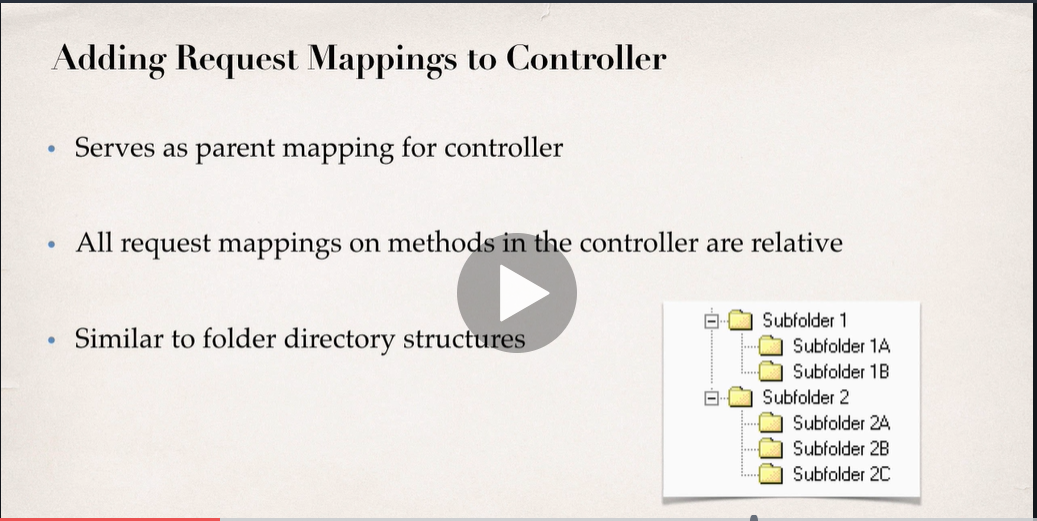 Adding Request Mappings to Controller
Serves as parent mapping for controller
All request mappings on methods in the controller are relative
Similar to folder directory structures
Subfolder 1
Subfolder 1A
Subfolder 1B
Subfolder 2
Subfolder 2A
Subfolder 2B
Subfolder 2C